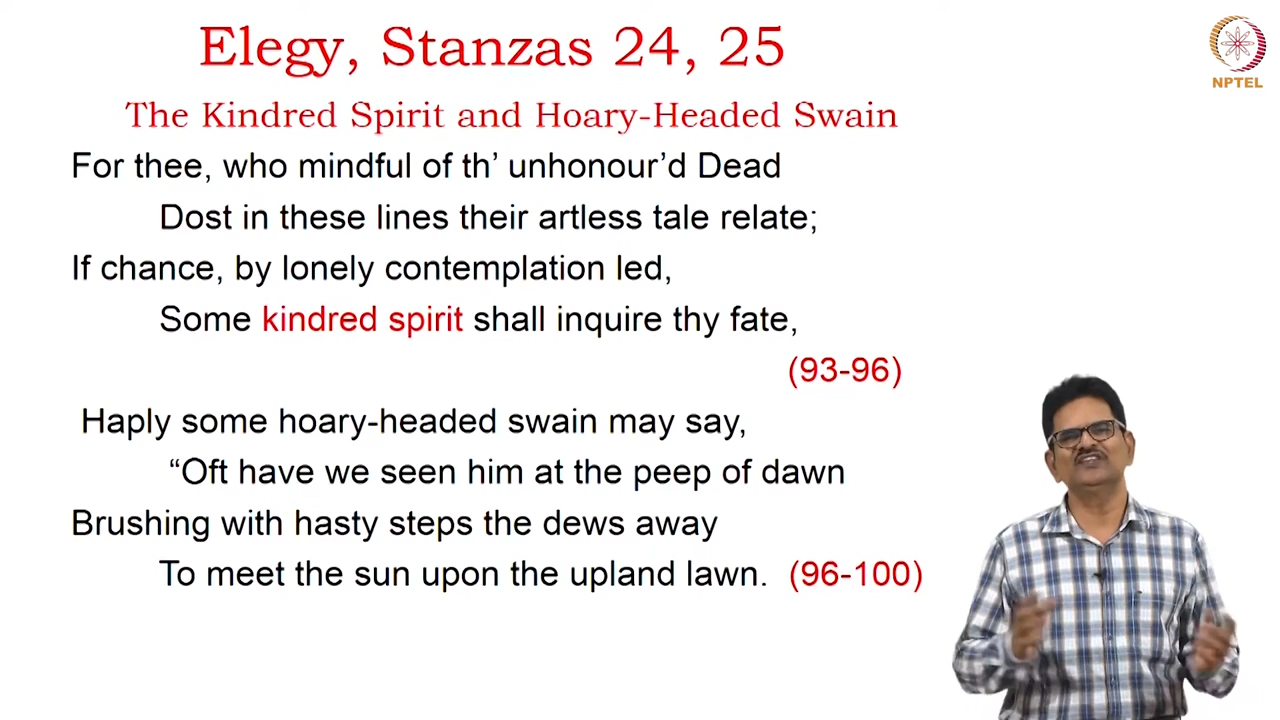 Elegy, Stanzas 24, 25
NPTEL
The Kindred Spirit and Hoary-Headed Swain
For thee, who mindful of th’ unhonour’d Dead
Dost in these lines their artless tale relate;
If chance, by lonely contemplation led,
Some kindred spirit shall inquire thy fate,
(93-96)
Haply some hoary-headed swain may say,
“Oft have we seen him at the peep of dawn
Brushing with hasty steps the dews away
To meet the sun upon the upland lawn. (96-100)